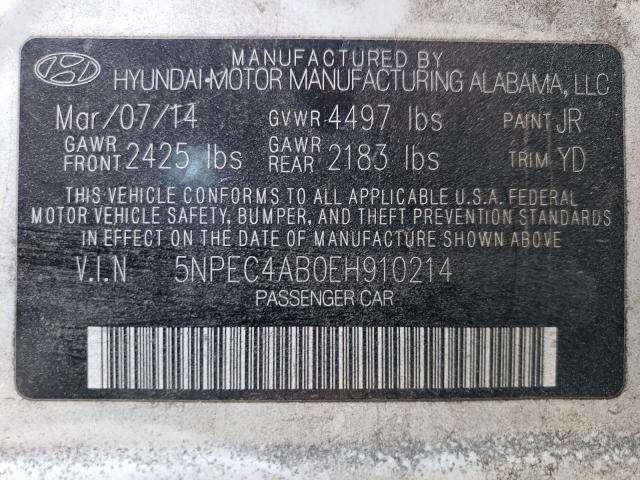 MANUFACTURED BY
HYUNDAI MOTOR MANUFACTURING ALABAMA, LLC
Mar/07/14 GVWR 4497 lbs PAINT JR
GAWR FRONT 2425 lbs GAWR REAR 2183 lbs TRIM YD
THIS VEHICLE CONFORMS TO ALL APPLICABLE U.S.A. FEDERAL
MOTOR VEHICLE SAFETY, BUMPER, AND THEFT PREVENTION STANDARDS
IN EFFECT ON THE DATE OF MANUFACTURE SHOWN ABOVE
V.I.N 5NPEC4AB0EH910214
PASSENGER CAR